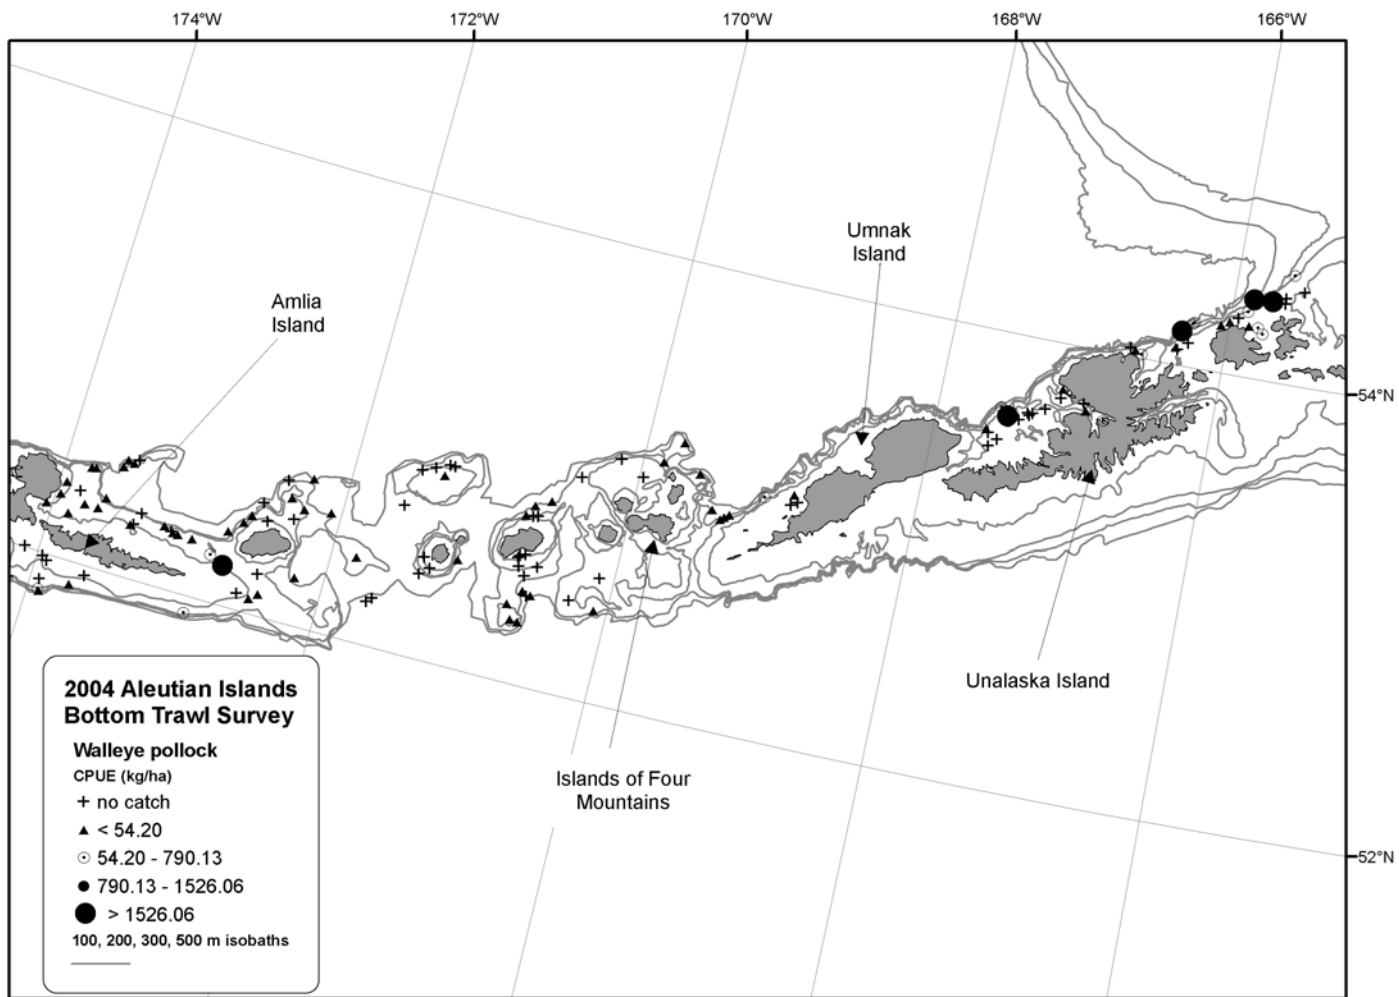 174°W
172°W
170°W
168°W
166°W
Umnak
Island
Amlia
Island
54°N
Unalaska Island
Islands of Four
Mountains
52°N
2004 Aleutian Islands
Bottom Trawl Survey
Walleye pollock
CPUE (kg/ha)
no catch
< 54.20
54.20 - 790.13
790.13 - 1526.06
> 1526.06
100, 200, 300, 500 m isobaths